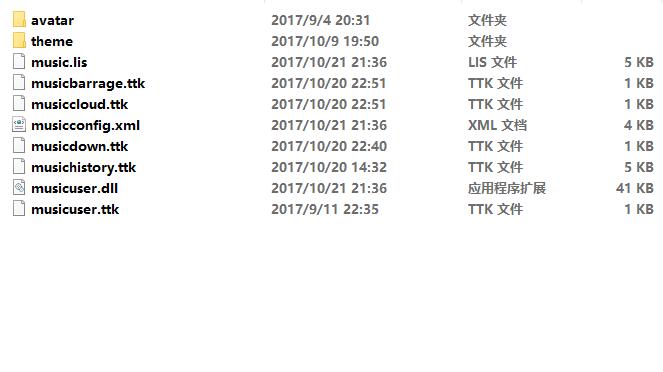 avatar 2017/9/4 20:31 文件夹
theme 2017/10/9 19:50 文件夹
music.lis 2017/10/21 21:36 LIS 文件 5 KB
musicbarrage.ttk 2017/10/20 22:51 TTK 文件 1 KB
musiccloud.ttk 2017/10/20 22:51 TTK 文件 1 KB
musicconfig.xml 2017/10/21 21:36 XML 文档 4 KB
musicdown.ttk 2017/10/20 22:40 TTK 文件 1 KB
musichistory.ttk 2017/10/20 14:32 TTK 文件 5 KB
musicuser.dll 2017/10/21 21:36 应用程序扩展 41 KB
musicuser.ttk 2017/9/11 22:35 TTK 文件 1 KB